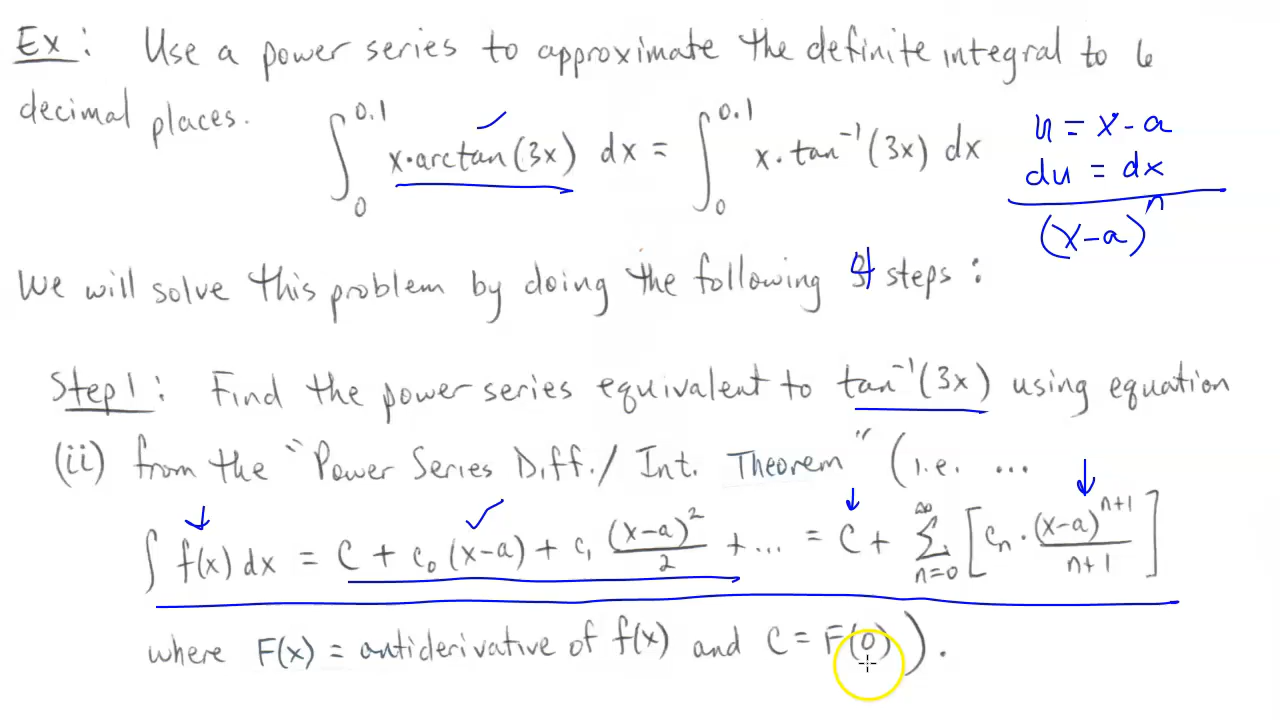 Ex: Use a power series to approximate the definite integral to 6
decimal places.
∫₀^0.1 x·arctan(3x) dx = ∫₀^0.1 x·tan⁻¹(3x) dx
u = x-a
du = dx
(x-a)ⁿ
We will solve this problem by doing the following 4 steps:
Step 1: Find the power series equivalent to tan⁻¹(3x) using equation
(ii) from the "Power Series Diff./Int. Theorem" (i.e. ...
∫ f(x) dx = C + c₀(x-a) + c₁ (x-a)²/2 + ... = C + ∑_{n=0}^∞ [cₙ · (x-a)^{n+1}/(n+1)]
where F(x) = antiderivative of f(x) and C = F(0)).